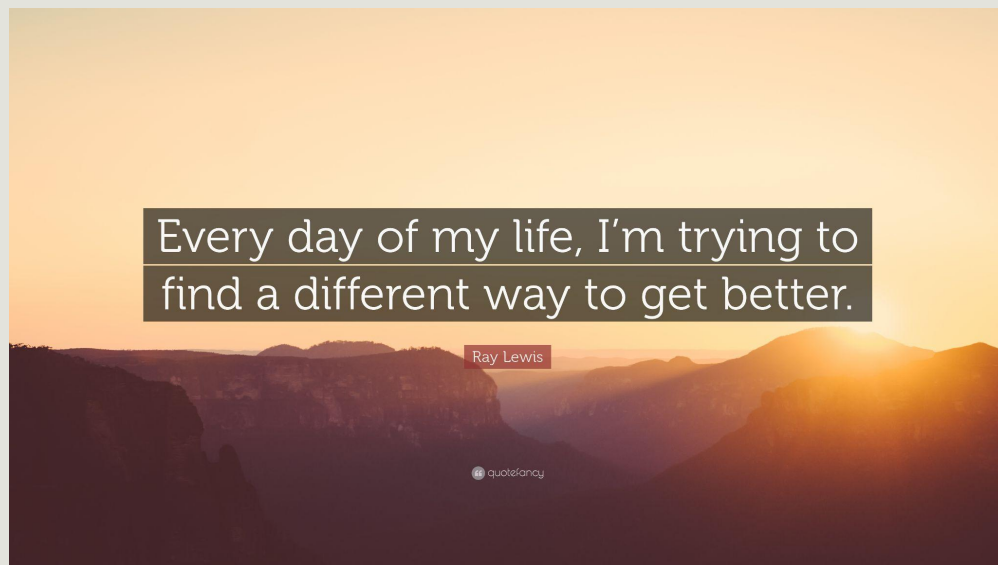 Every day of my life, I’m trying to
find a different way to get better.
Ray Lewis
quotefancy